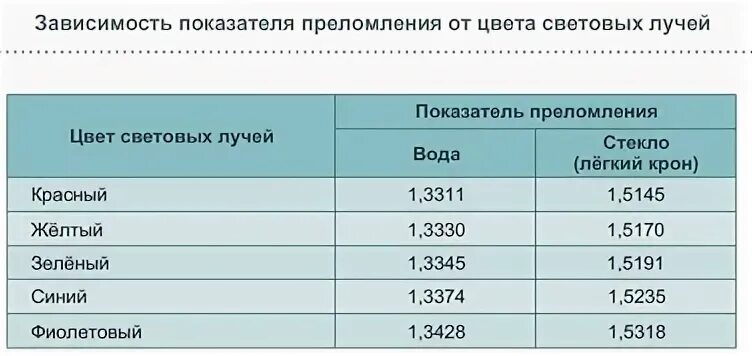 Зависимость показателя преломления от цвета световых лучей
Цвет световых лучей
Показатель преломления
Вода
Стекло
(лёгкий крон)
Красный 1,3311 1,5145
Жёлтый 1,3330 1,5170
Зелёный 1,3345 1,5191
Синий 1,3374 1,5235
Фиолетовый 1,3428 1,5318